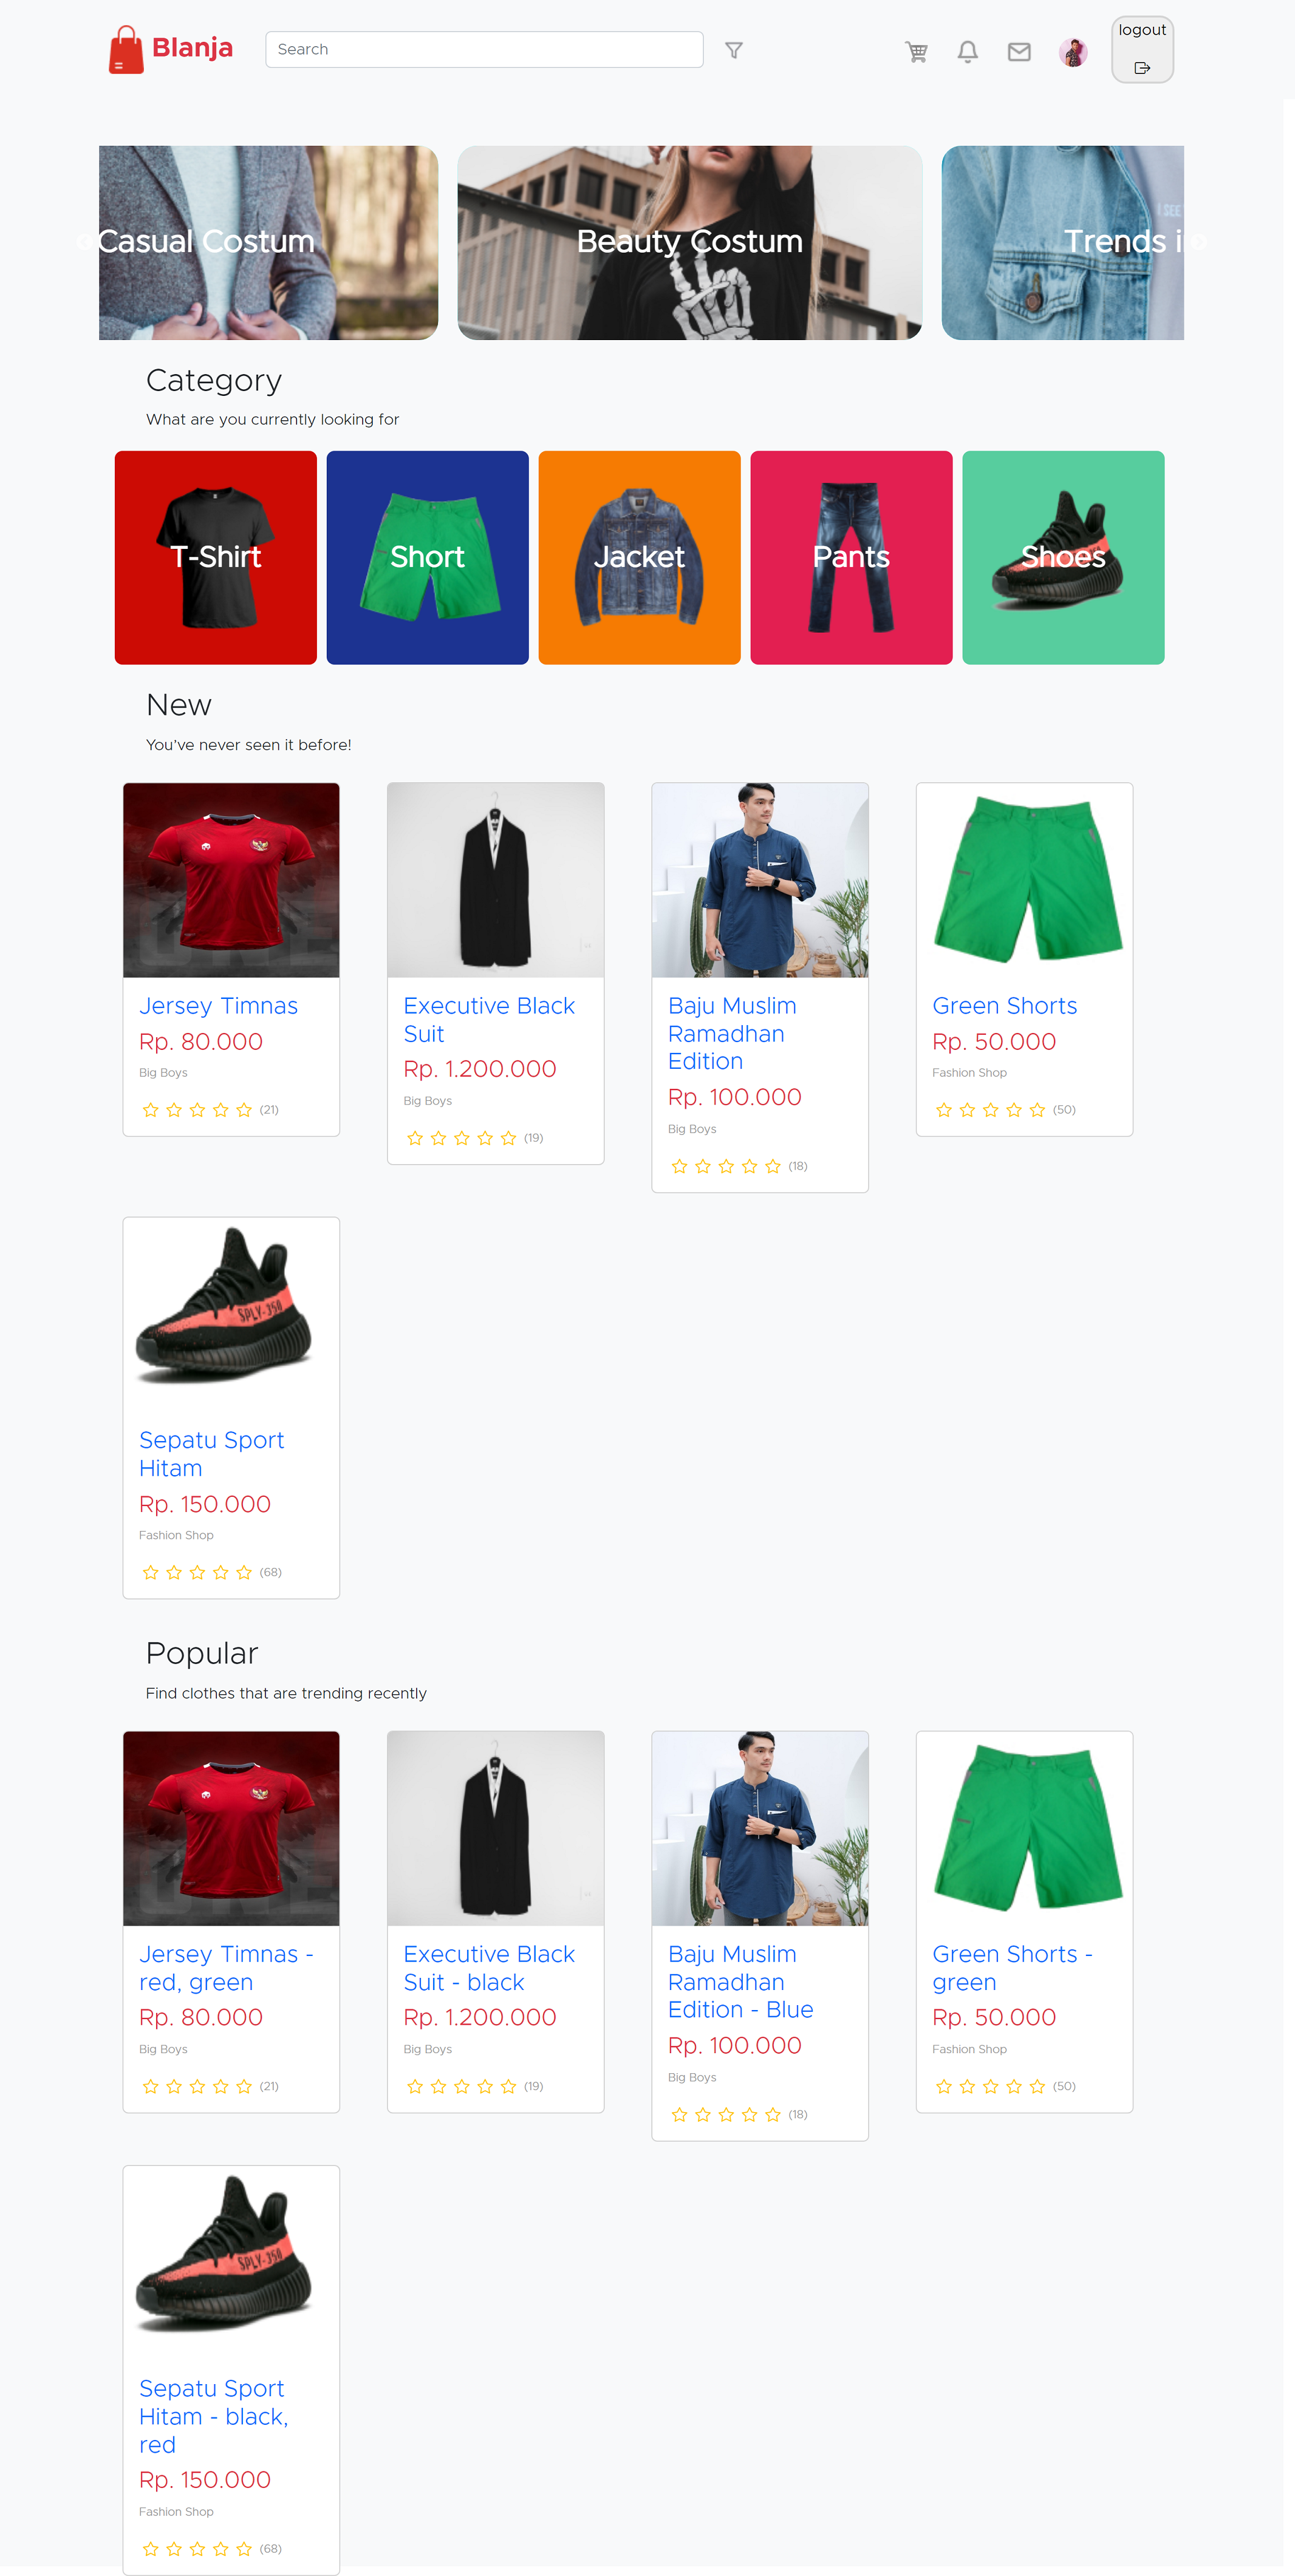 Blanja
Search
logout
Casual Costum
Beauty Costum
Trends i
I SEE
Category
What are you currently looking for
T-Shirt
Short
Jacket
Pants
Shoes
New
You've never seen it before!
Jersey Timnas
Rp. 80.000
Big Boys
(21)
Executive Black
Suit
Rp. 1.200.000
Big Boys
(19)
Baju Muslim
Ramadhan
Edition
Rp. 100.000
Big Boys
(18)
Green Shorts
Rp. 50.000
Fashion Shop
(50)
SPLY-350
Sepatu Sport
Hitam
Rp. 150.000
Fashion Shop
(68)
Popular
Find clothes that are trending recently
Jersey Timnas -
red, green
Rp. 80.000
Big Boys
(21)
Executive Black
Suit - black
Rp. 1.200.000
Big Boys
(19)
Baju Muslim
Ramadhan
Edition - Blue
Rp. 100.000
Big Boys
(18)
Green Shorts -
green
Rp. 50.000
Fashion Shop
(50)
SPLY-350
Sepatu Sport
Hitam - black,
red
Rp. 150.000
Fashion Shop
(68)